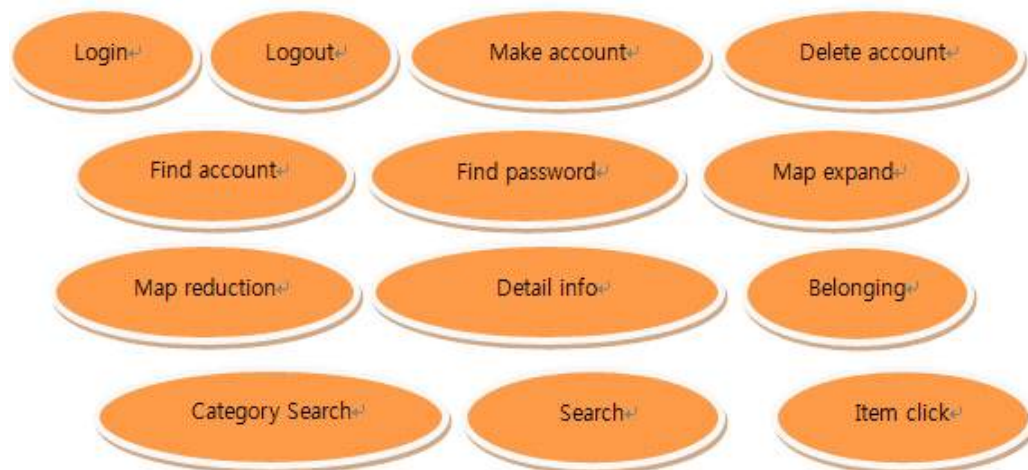 Login Logout Make account Delete account
Find account Find password Map expand
Map reduction Detail info Belonging
Category Search Search Item click